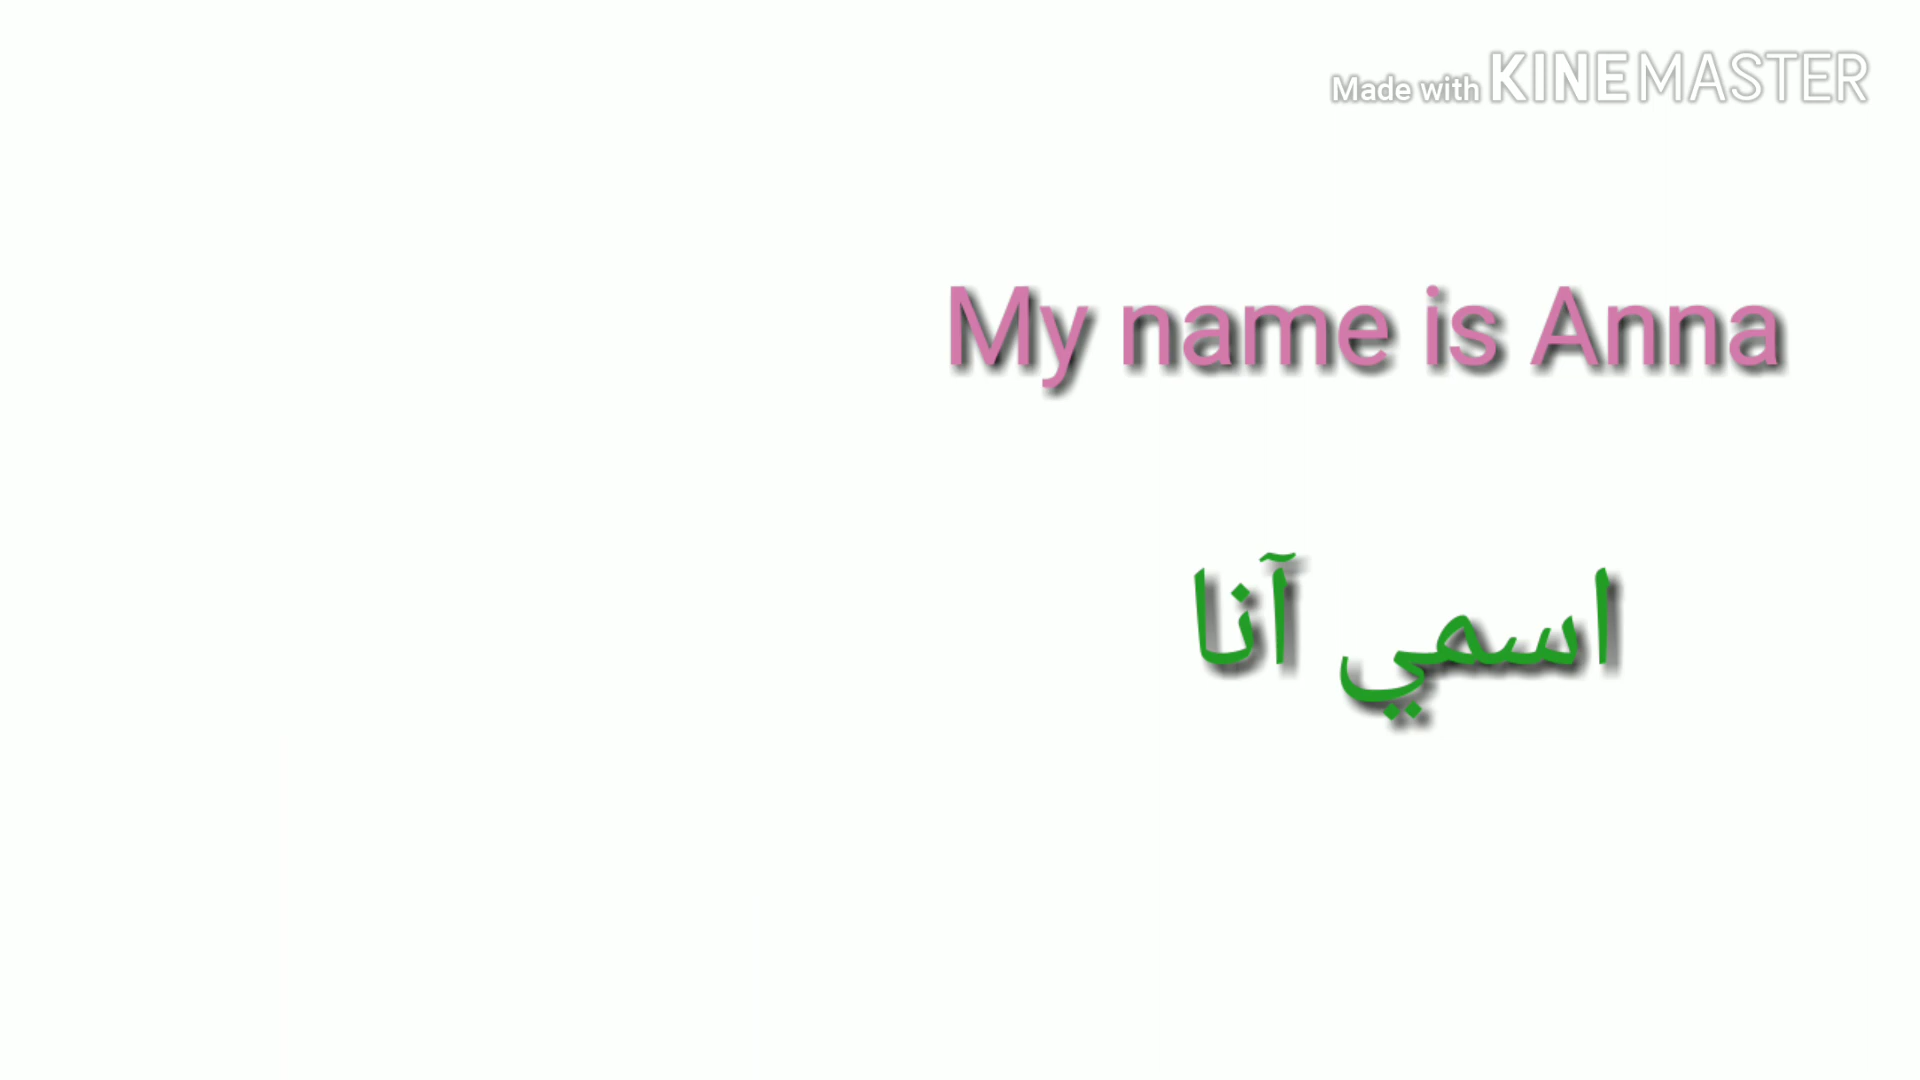 Made with KINEMASTER
My name is Anna
اسمي آنا